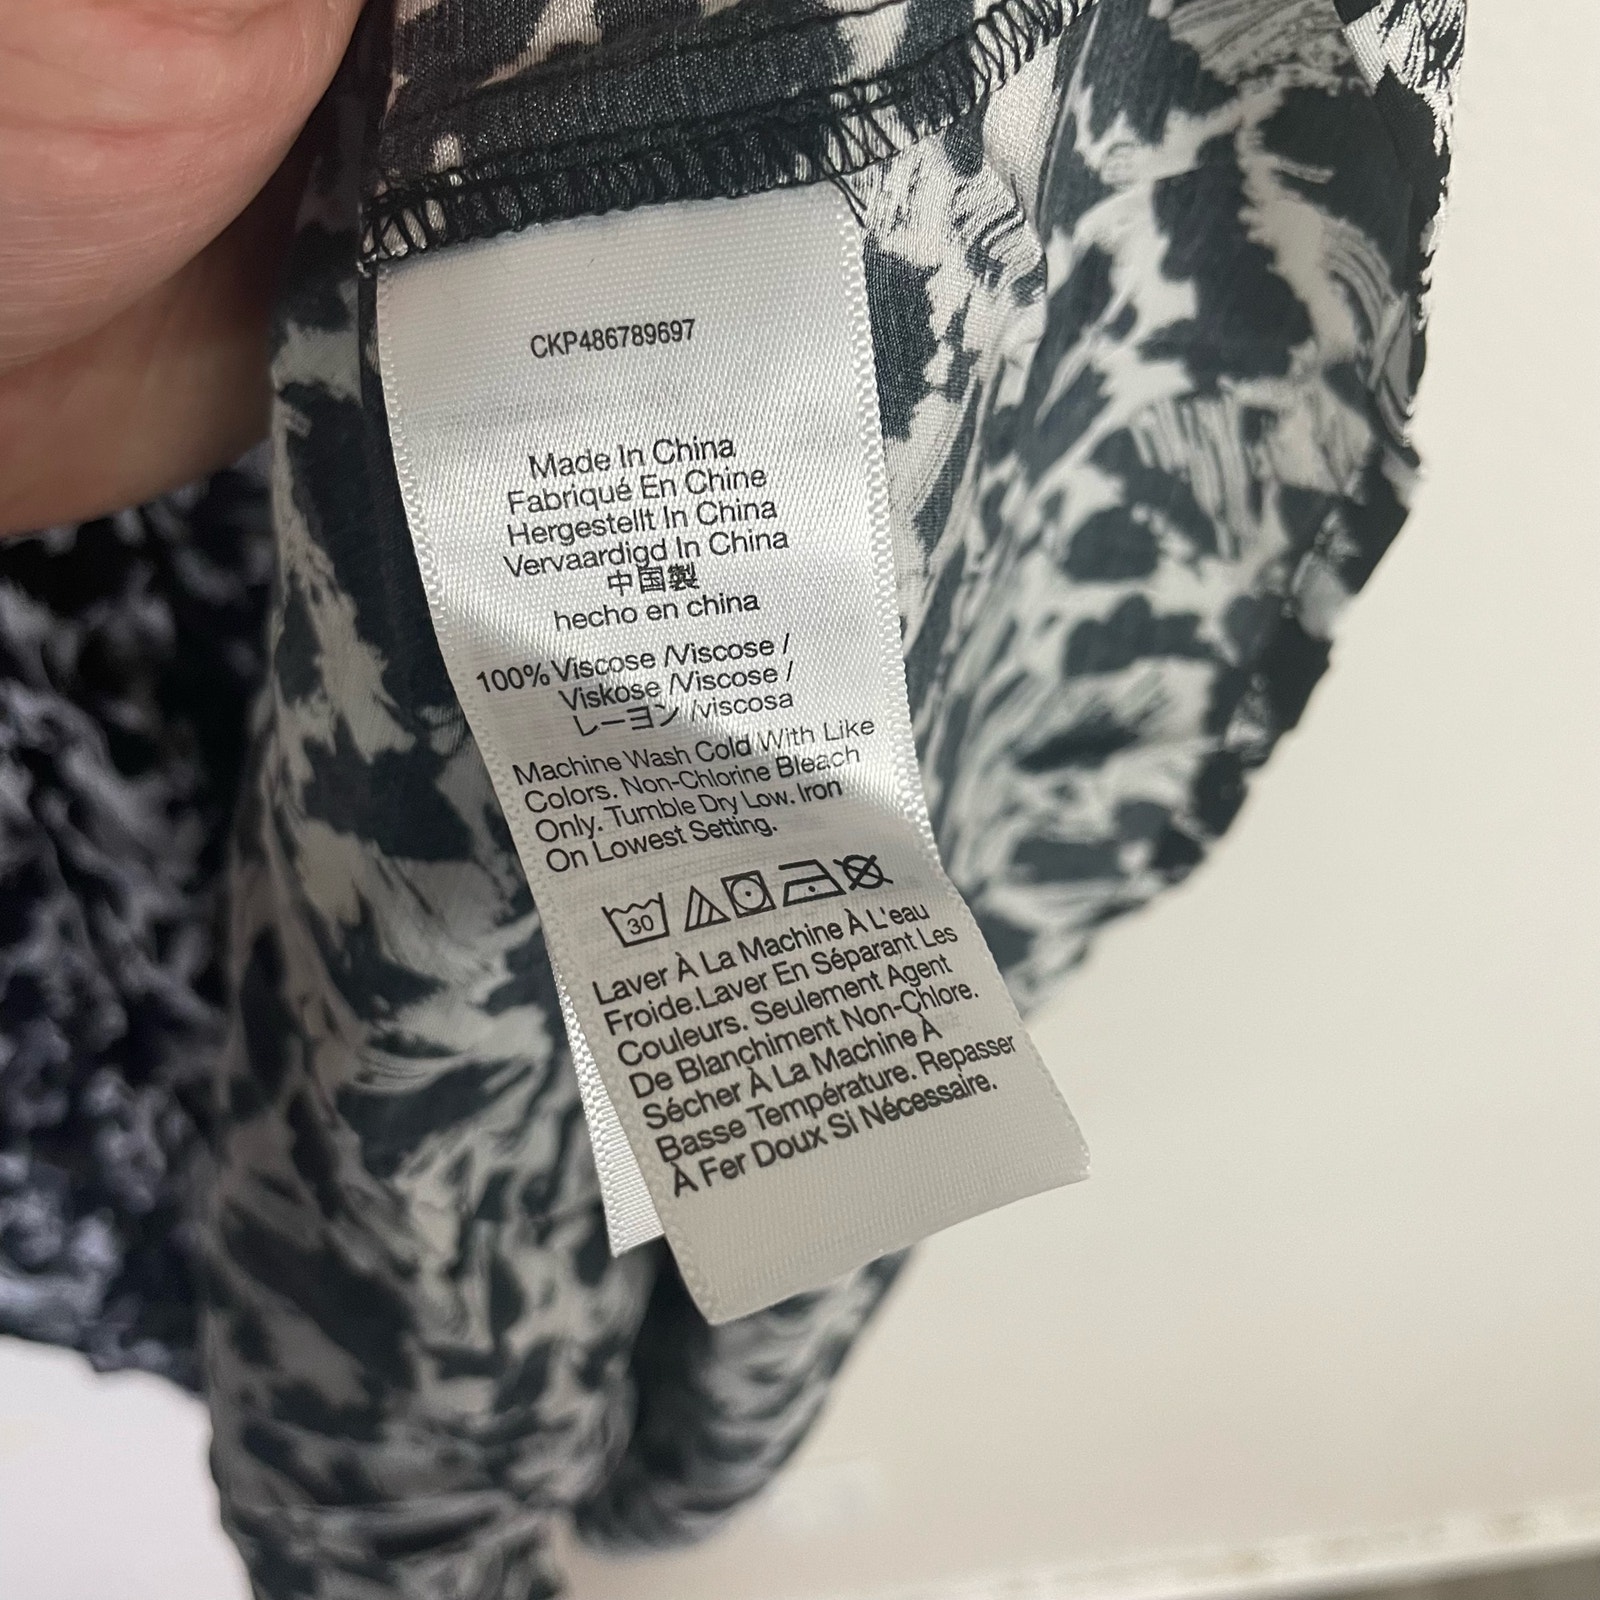 CKP486789697
Made In China
Fabriqué En Chine
Hergestellt In China
Vervaardigd In China
中国製
hecho en china
100% Viscose /Viscose /
Viskose /Viscose /
レーヨン /viscosa
Machine Wash Cold With Like
Colors. Non-Chlorine Bleach
Only. Tumble Dry Low. Iron
On Lowest Setting.
30
Laver À La Machine À L'eau
Froide.Laver En Séparant Les
Couleurs. Seulement Agent
De Blanchiment Non-Chlore.
Sécher À La Machine À
Basse Température. Repasser
À Fer Doux Si Nécessaire.